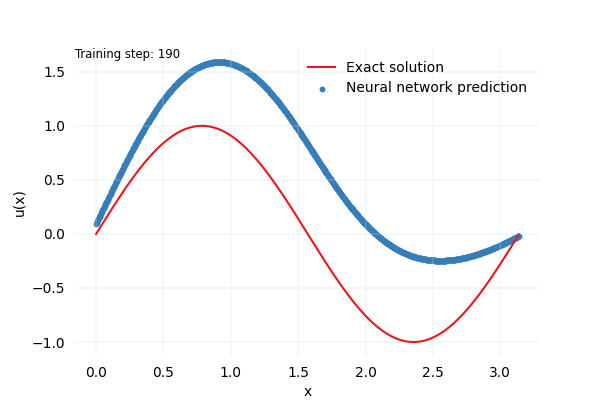 Training step: 190
Exact solution
Neural network prediction
1.5
1.0
0.5
0.0
−0.5
−1.0
u(x)
0.0 0.5 1.0 1.5 2.0 2.5 3.0
x